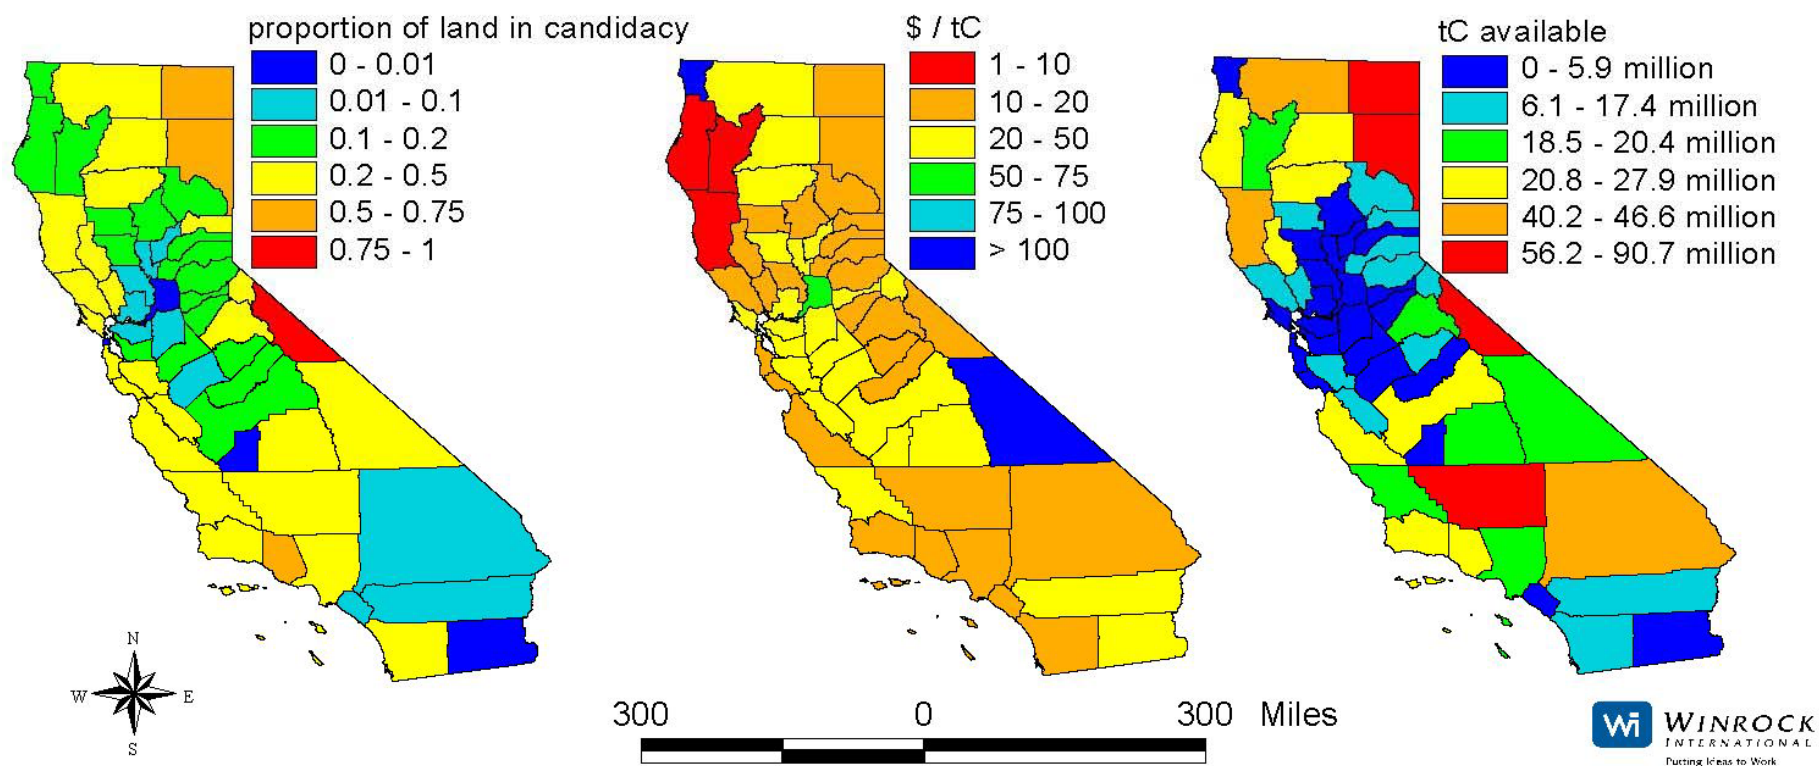 proportion of land in candidacy
0 - 0.01
0.01 - 0.1
0.1 - 0.2
0.2 - 0.5
0.5 - 0.75
0.75 - 1
$ / tC
1 - 10
10 - 20
20 - 50
50 - 75
75 - 100
> 100
tC available
0 - 5.9 million
6.1 - 17.4 million
18.5 - 20.4 million
20.8 - 27.9 million
40.2 - 46.6 million
56.2 - 90.7 million
N
W E
S
300 0 300 Miles
Wi WINROCK
INTERNATIONAL
Putting Ideas to Work